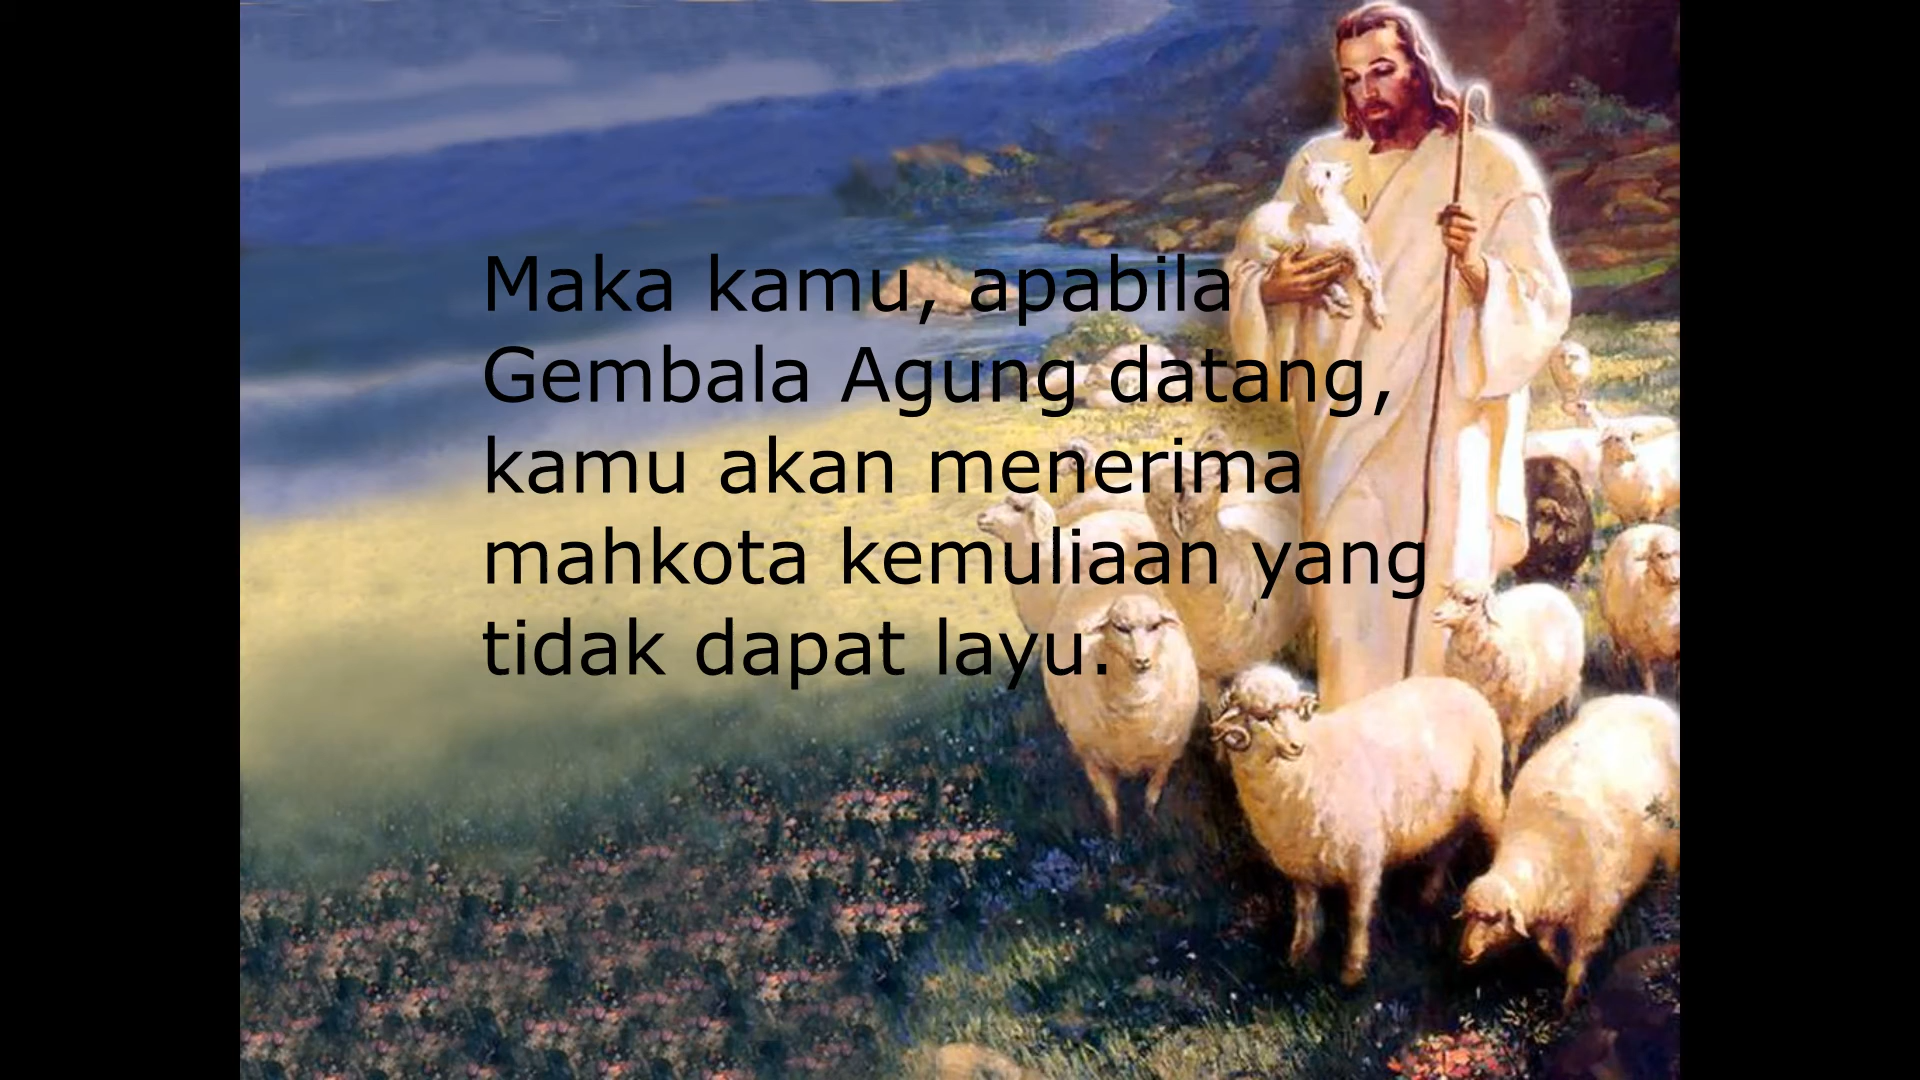 Maka kamu, apabila
Gembala Agung datang,
kamu akan menerima
mahkota kemuliaan yang
tidak dapat layu.